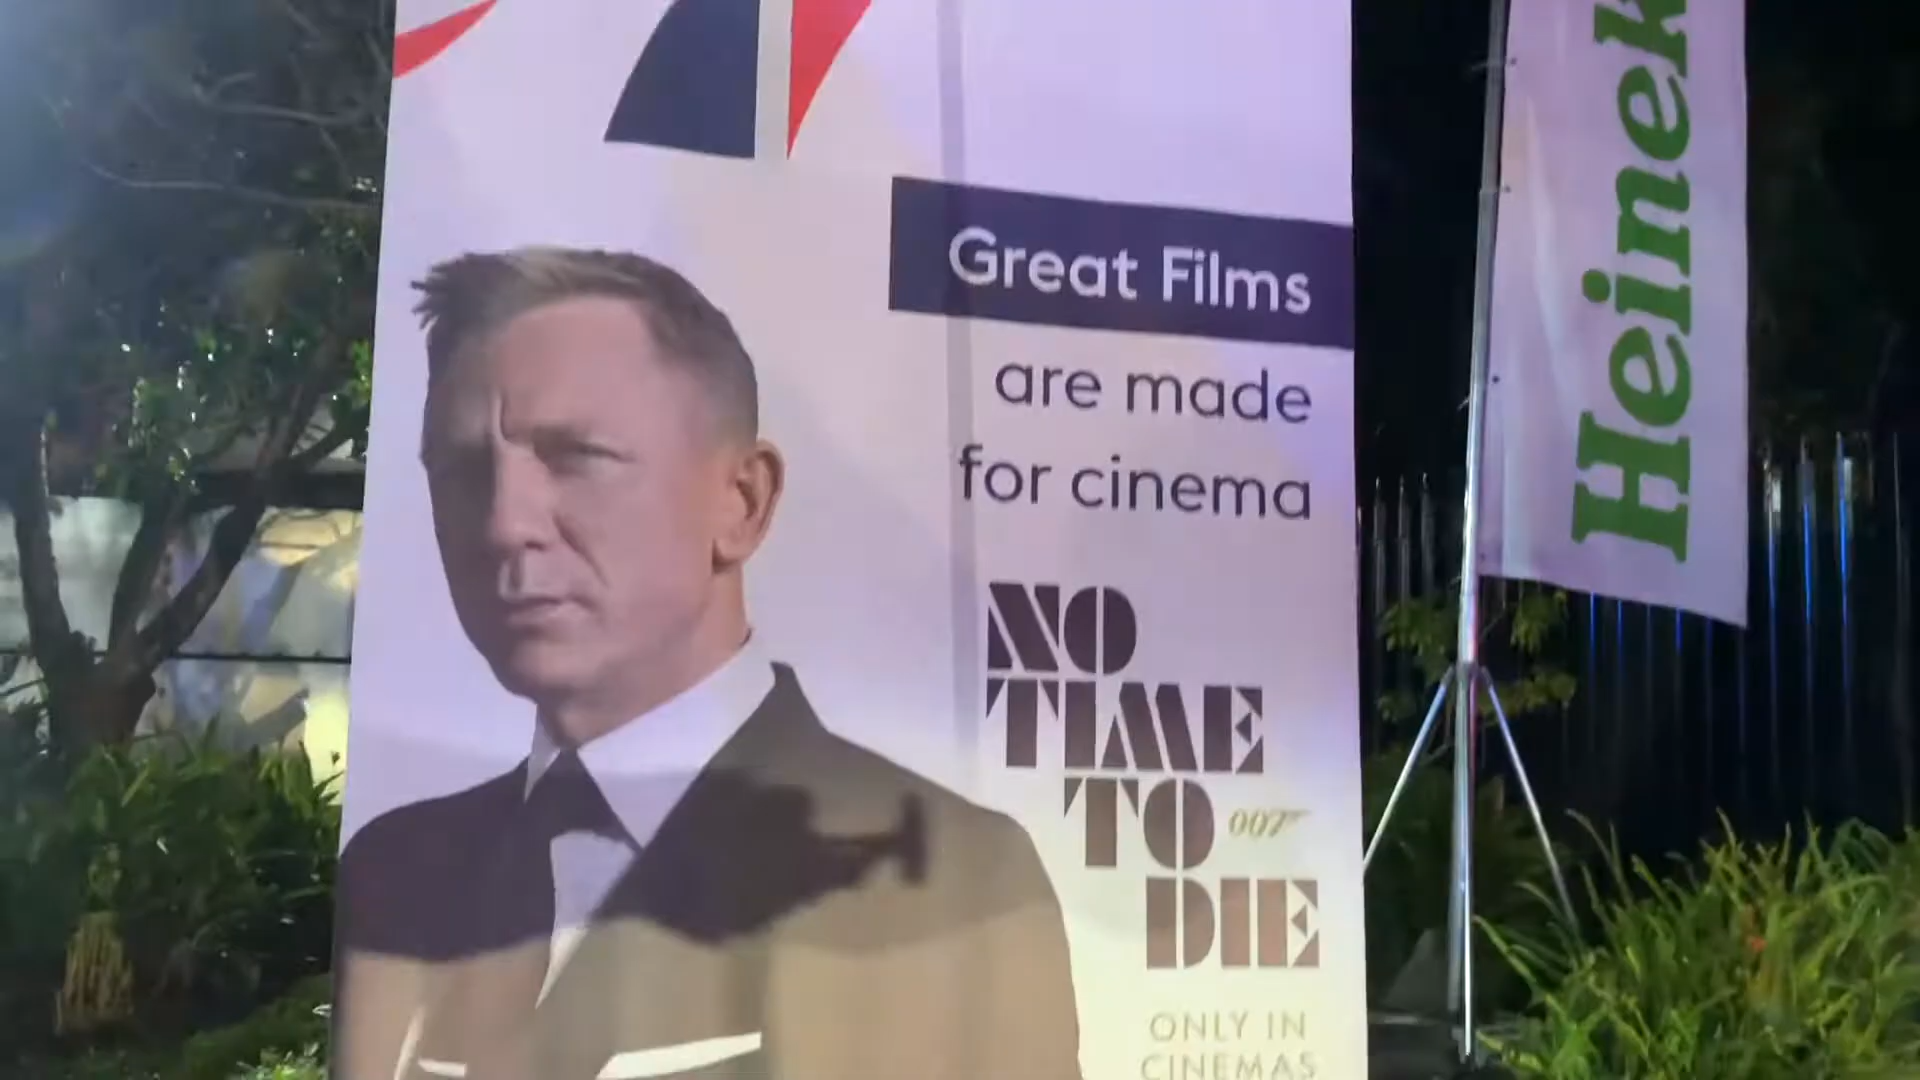 Great Films
are made
for cinema
NO
TIME
TO 007
DIE
ONLY IN
CINEMAS
Heinek